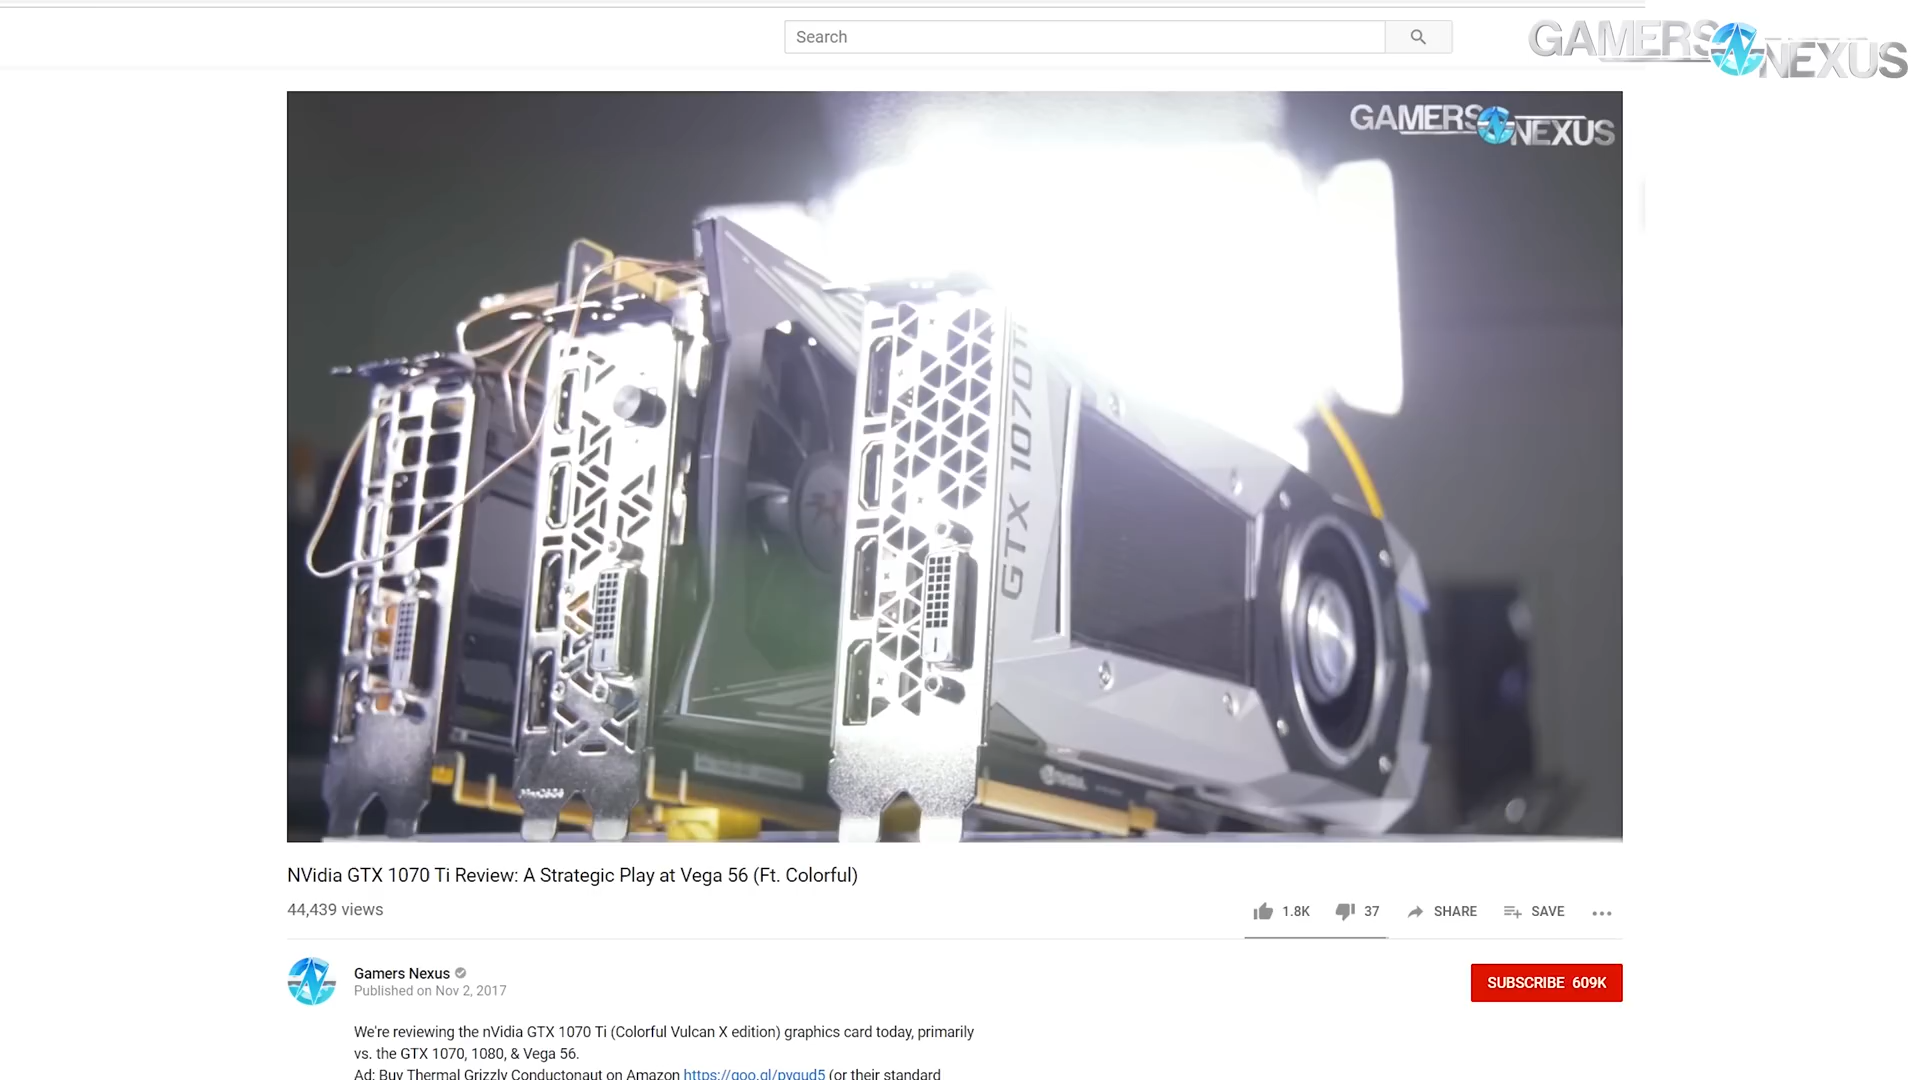 Search
GAMERS NEXUS
GAMERS NEXUS
GTX 1070 Ti
NVidia GTX 1070 Ti Review: A Strategic Play at Vega 56 (Ft. Colorful)
44,439 views
1.8K
37
SHARE
SAVE
Gamers Nexus
Published on Nov 2, 2017
SUBSCRIBE 609K
We're reviewing the nVidia GTX 1070 Ti (Colorful Vulcan X edition) graphics card today, primarily
vs. the GTX 1070, 1080, & Vega 56.
Ad: Buy Thermal Grizzly Conductonaut on Amazon https://goo.gl/pyqud5 (or their standard